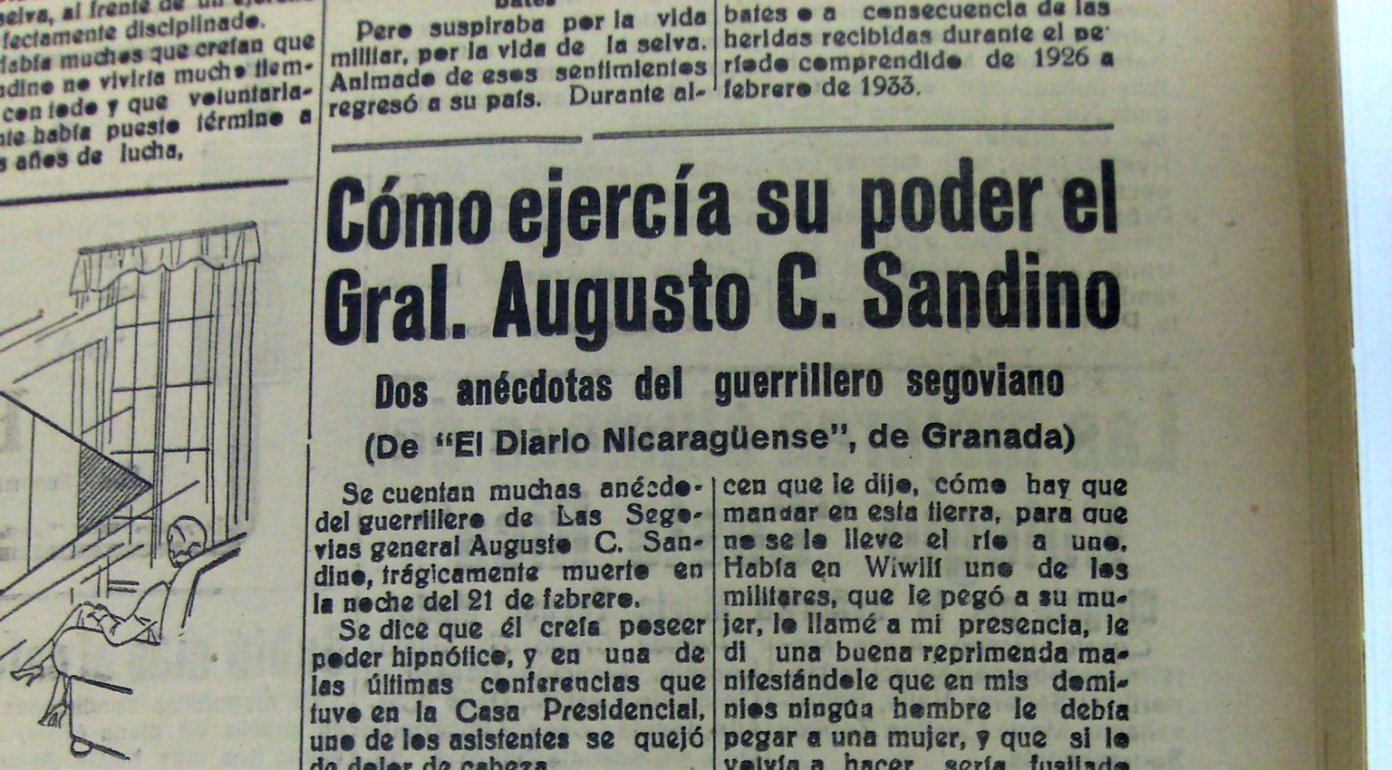 selva, al frente de un
fectamente disciplinado.
había muchos que creían que
dino no viviría mucho tiem-
con todo y que voluntaria-
nte había puesto término a
s años de lucha,
Pero suspiraba por la vida
militar, por la vida de la selva.
Animado de esos sentimientos
regresó a su país. Durante al-
bates o a consecuencia de las
heridas recibidas durante el pe-
ríodo comprendido de 1926 a
febrero de 1933.
Cómo ejercía su poder el
Gral. Augusto C. Sandino
Dos anécdotas del guerrillero segoviano
(De "El Diario Nicaragüense", de Granada)
Se cuentan muchas anécdo-
del guerrillero de Las Sego-
vias general Augusto C. San-
dino, trágicamente muerto en
la noche del 21 de febrero.
Se dice que él creía poseer
poder hipnótico, y en una de
las últimas conferencias que
tuvo en la Casa Presidencial,
uno de los asistentes se quejó
de dolor de cabeza.
cen que le dijo, cómo hay que
mandar en esta tierra, para que
no se lo lleve el río a uno.
Había en Wiwilí uno de los
militares, que le pegó a su mu-
jer, lo llamé a mi presencia, le
di una buena reprimenda ma-
nifestándole que en mis domi-
nios ningún hombre le debía
pegar a una mujer, y que si lo
volvía a hacer sería fusilado